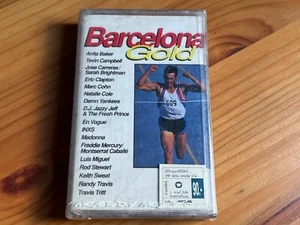 Barcelona
Gold
Anita Baker
Tevin Campbell
Jose Carreras/
Sarah Brightman
Eric Clapton
Marc Cohn
Natalie Cole
Damn Yankees
D.J. Jazzy Jeff
& The Fresh Prince
En Vogue
INXS
Madonna
Freddie Mercury/
Montserrat Caballé
Luis Miguel
Rod Stewart
Keith Sweat
Randy Travis
Travis Tritt
609
90.-